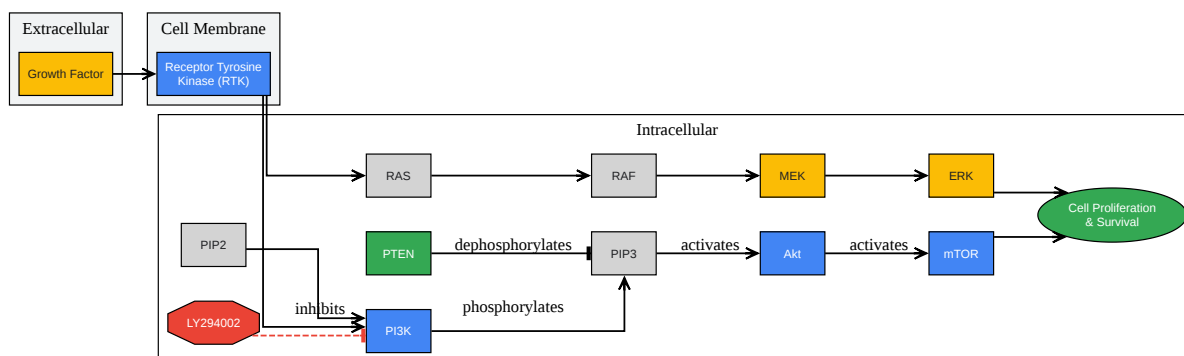 Extracellular
Cell Membrane
Growth Factor
Receptor Tyrosine
Kinase (RTK)
Intracellular
RAS
RAF
MEK
ERK
Cell Proliferation
& Survival
PIP2
PTEN
dephosphorylates
PIP3
activates
Akt
activates
mTOR
LY294002
inhibits
PI3K
phosphorylates